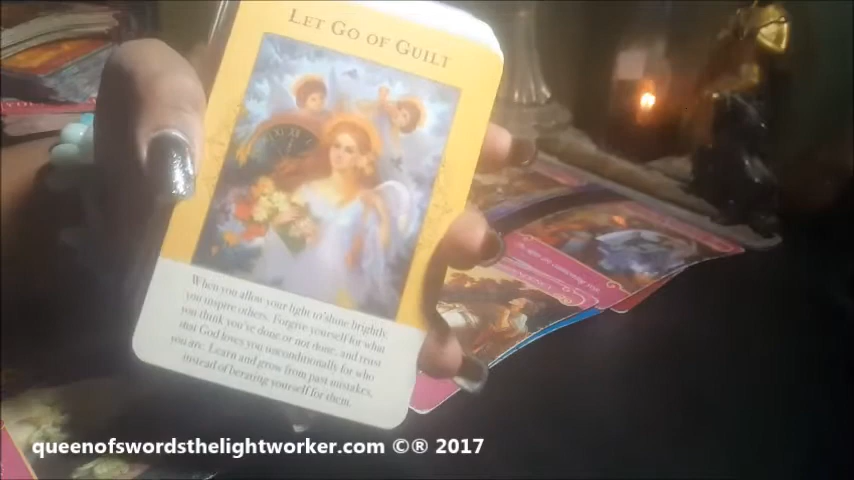 LET GO OF GUILT
When you allow your light to shine brightly,
you inspire others. Forgive yourself for what
you think you've done or not done, and trust
that God loves you unconditionally for who
you are. Learn and grow from past mistakes,
instead of berating yourself for them.
queenofswordsthelightworker.com ©® 2017